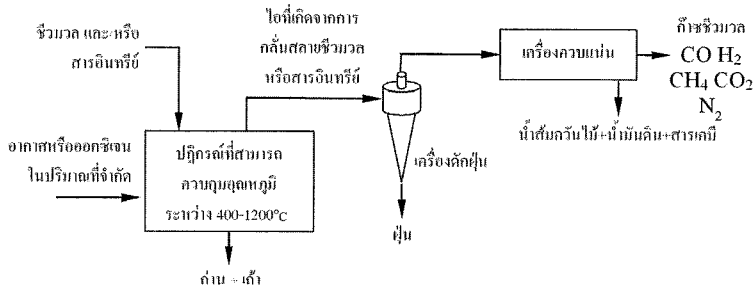 ชีวมวล และ/หรือ
สารอินทรีย์
อากาศหรือออกซิเจน
ในปริมาณที่จำกัด
ปฏิกรณ์ที่สามารถ
ควบคุมอุณหภูมิ
ระหว่าง 400-1200°C
ถ่าน + เถ้า
ไอที่เกิดจากการ
กลั่นสลายชีวมวล
หรือสารอินทรีย์
เครื่องดักฝุ่น
ฝุ่น
เครื่องควบแน่น
น้ำส้มควันไม้+น้ำมันดิน+สารเคมี
ก๊าซชีวมวล
CO H₂
CH₄ CO₂
N₂